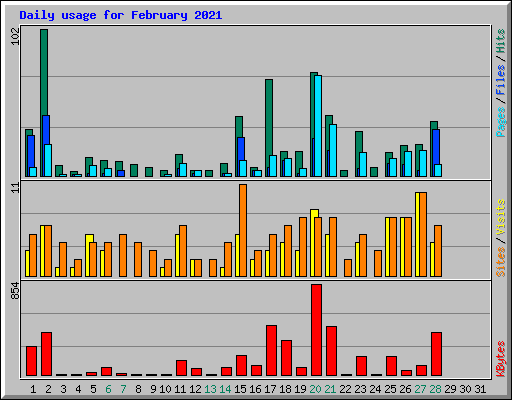 Daily usage for February 2021
102
Pages / Files / Hits
11
Sites / Visits
854
KBytes
1 2 3 4 5 6 7 8 9 10 11 12 13 14 15 16 17 18 19 20 21 22 23 24 25 26 27 28 29 30 31